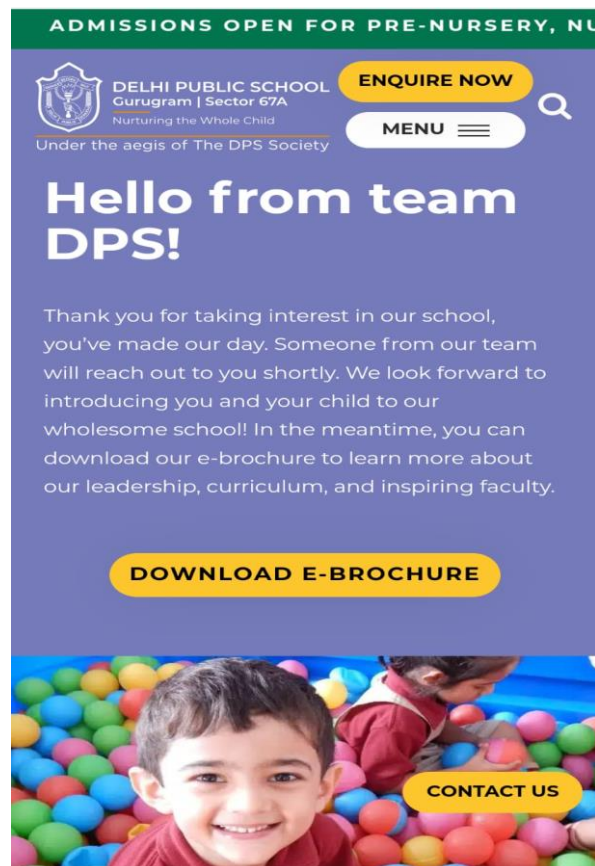 ADMISSIONS OPEN FOR PRE-NURSERY, NU
DELHI PUBLIC SCHOOL
Gurugram | Sector 67A
Nurturing the Whole Child
Under the aegis of The DPS Society
ENQUIRE NOW
MENU
Hello from team
DPS!
Thank you for taking interest in our school,
you’ve made our day. Someone from our team
will reach out to you shortly. We look forward to
introducing you and your child to our
wholesome school! In the meantime, you can
download our e-brochure to learn more about
our leadership, curriculum, and inspiring faculty.
DOWNLOAD E-BROCHURE
CONTACT US